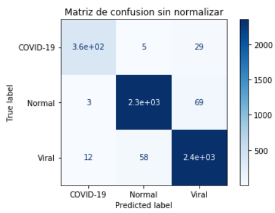 Matriz de confusion sin normalizar
COVID-19 3.6e+02 5 29
Normal 3 2.3e+03 69
Viral 12 58 2.4e+03
COVID-19 Normal Viral
Predicted label
True label
2000
1500
1000
500